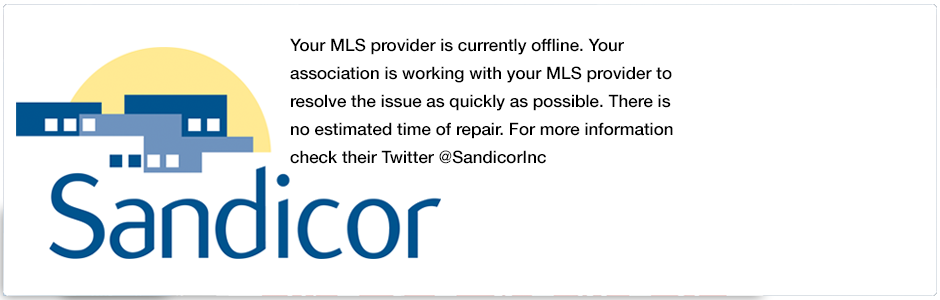 Your MLS provider is currently offline. Your
association is working with your MLS provider to
resolve the issue as quickly as possible. There is
no estimated time of repair. For more information
check their Twitter @SandicorInc
Sandicor